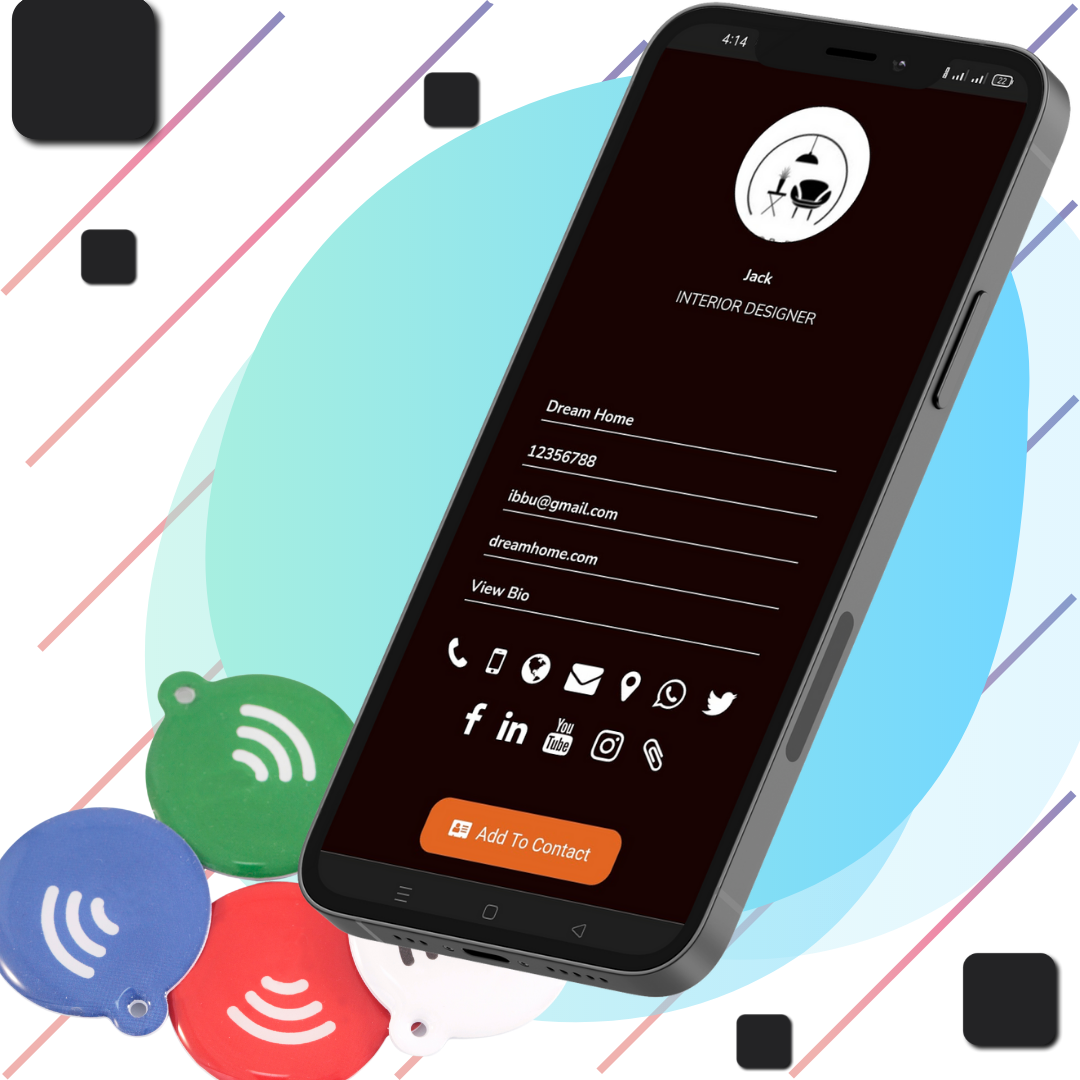 4:14
22
Jack
INTERIOR DESIGNER
Dream Home
12356788
ibbu@gmail.com
dreamhome.com
View Bio
You
Tube
Add To Contact